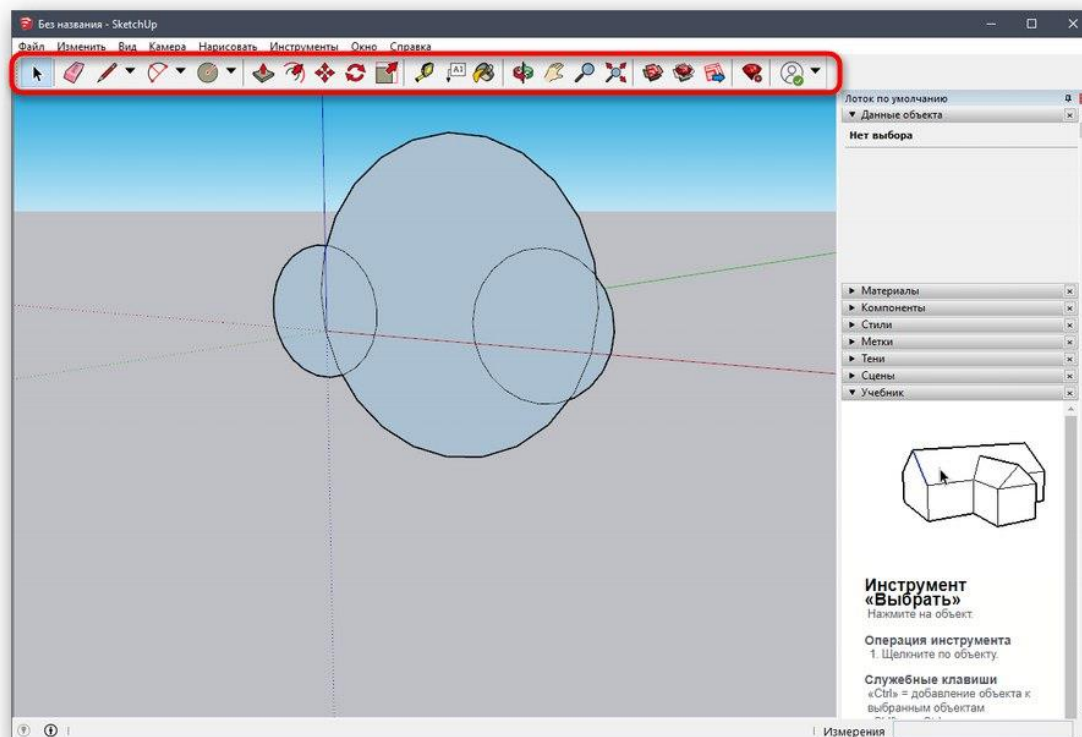 Без названия - SketchUp
Файл Изменить Вид Камера Нарисовать Инструменты Окно Справка
A1
Лоток по умолчанию
Данные объекта
Нет выбора
Материалы
Компоненты
Стили
Метки
Тени
Сцены
Учебник
Инструмент
«Выбрать»
Нажмите на объект.
Операция инструмента
1. Щелкните по объекту.
Служебные клавиши
«Ctrl» = добавление объекта к
выбранным объектам
Измерения